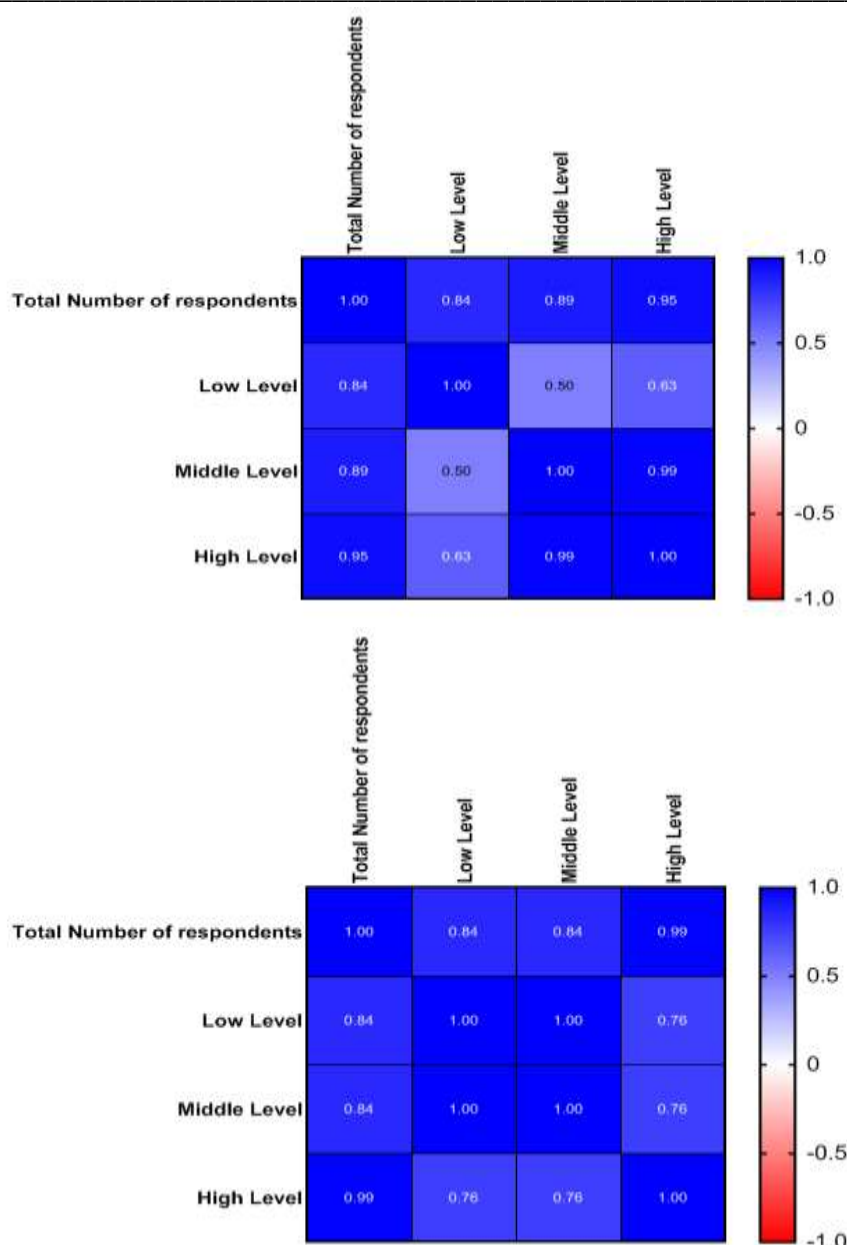 Total Number of respondents
Low Level
Middle Level
High Level
Total Number of respondents 1.00 0.84 0.89 0.95
Low Level 0.84 1.00 0.50 0.63
Middle Level 0.89 0.50 1.00 0.99
High Level 0.95 0.63 0.99 1.00
1.0
0.5
0
-0.5
-1.0
Total Number of respondents
Low Level
Middle Level
High Level
Total Number of respondents 1.00 0.84 0.84 0.99
Low Level 0.84 1.00 1.00 0.76
Middle Level 0.84 1.00 1.00 0.76
High Level 0.99 0.76 0.76 1.00
1.0
0.5
0
-0.5
-1.0